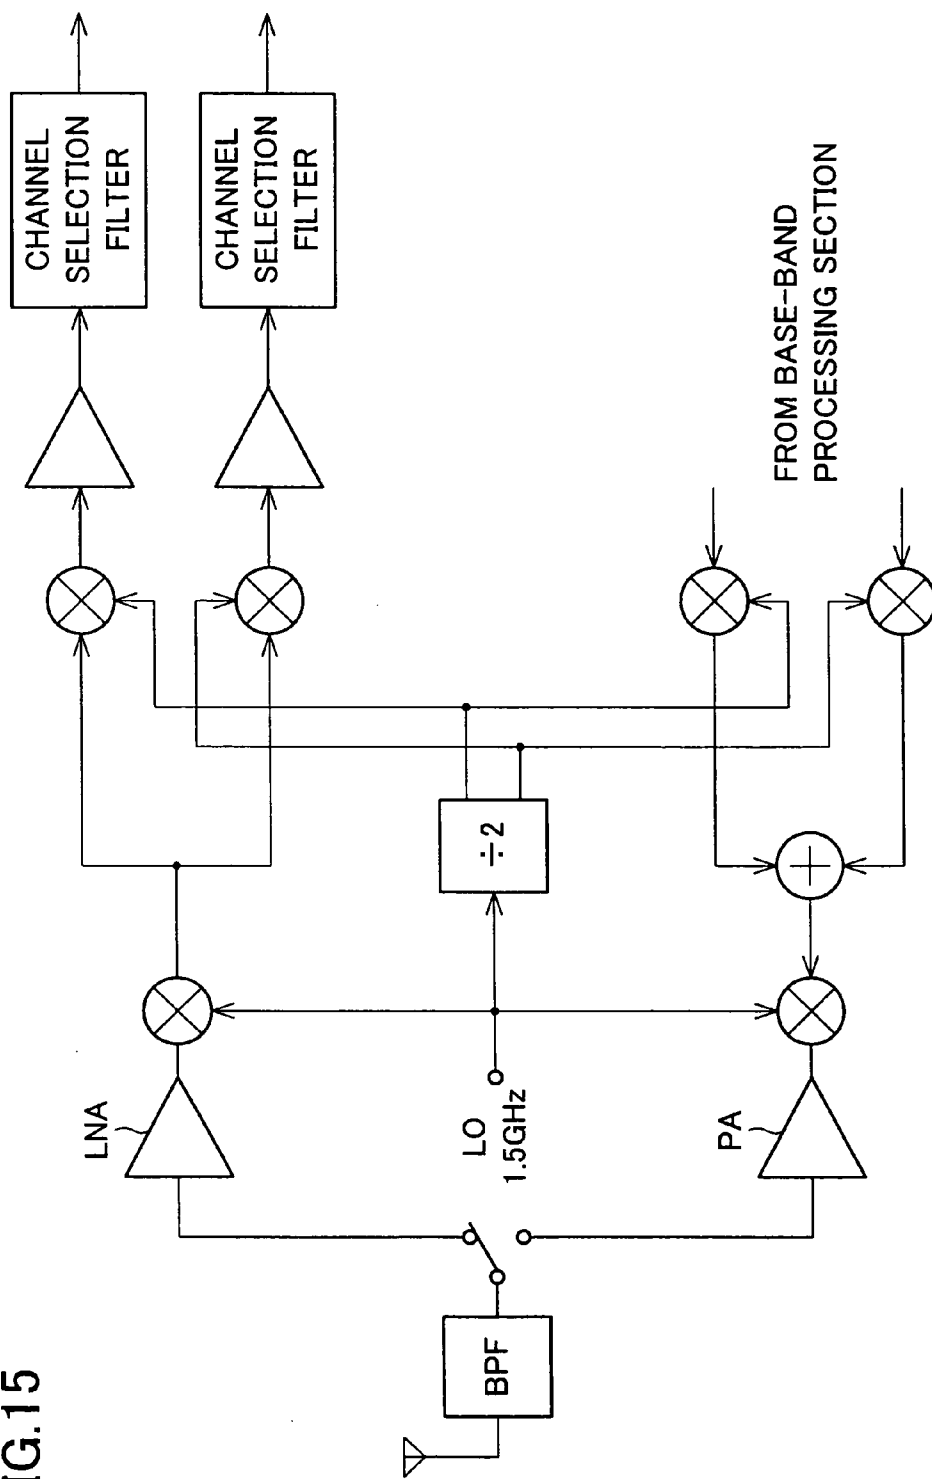 IG.15
CHANNEL
SELECTION
FILTER
CHANNEL
SELECTION
FILTER
FROM BASE-BAND
PROCESSING SECTION
÷2
LNA
LO
1.5GHz
PA
BPF